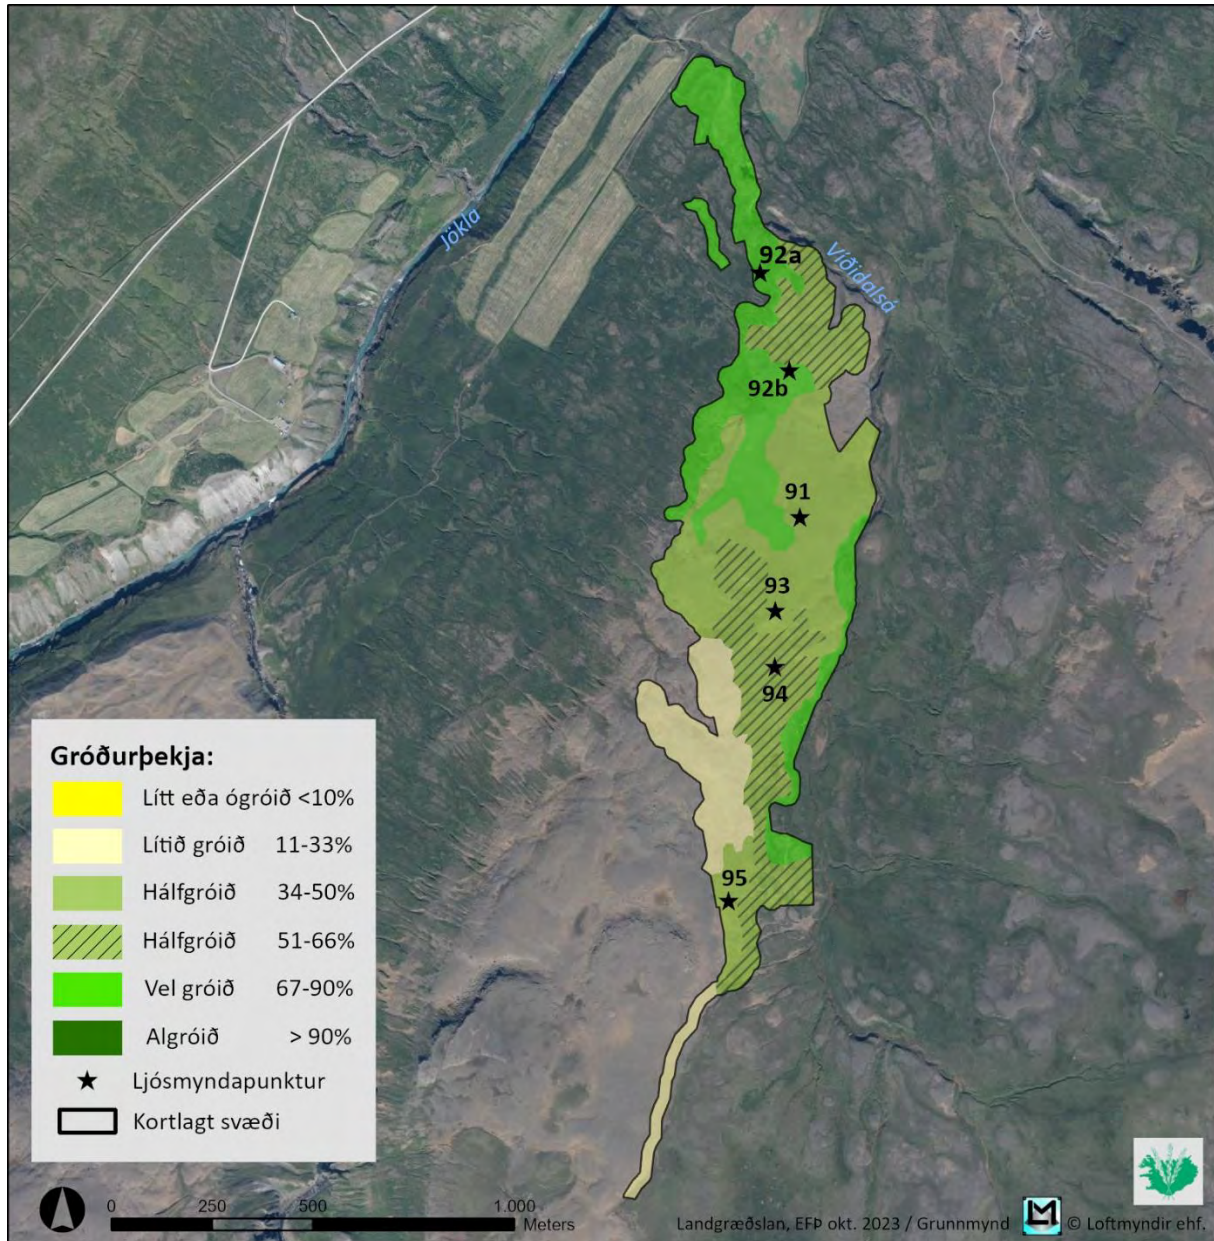 Jökla
Víðidalsá
92a
92b
91
93
94
95
Gróðurþekja:
Lítt eða ógróið <10%
Lítið gróið 11-33%
Hálfgróið 34-50%
Hálfgróið 51-66%
Vel gróið 67-90%
Algróið > 90%
Ljósmyndapunktur
Kortlagt svæði
0 250 500 1.000
Meters
Landgræðslan, EFÞ okt. 2023 / Grunnmynd LM © Loftmyndir ehf.